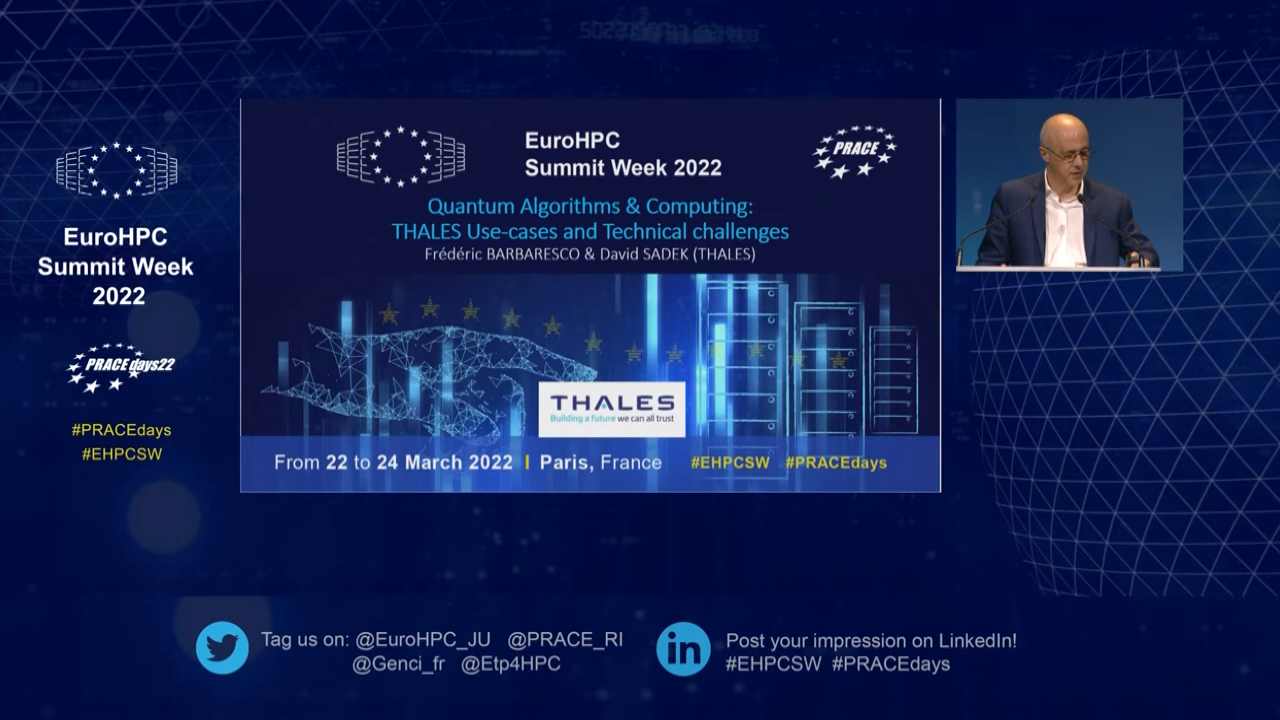 EuroHPC
Summit Week
2022
PRACEdays22
#PRACEdays
#EHPCSW
EuroHPC
Summit Week 2022
PRACE
Quantum Algorithms & Computing:
THALES Use-cases and Technical challenges
Frédéric BARBARESCO & David SADEK (THALES)
THALES
Building a future we can all trust
From 22 to 24 March 2022 | Paris, France #EHPCSW #PRACEdays
Tag us on: @EuroHPC_JU @PRACE_RI
@Genci_fr @Etp4HPC
in
Post your impression on LinkedIn!
#EHPCSW #PRACEdays